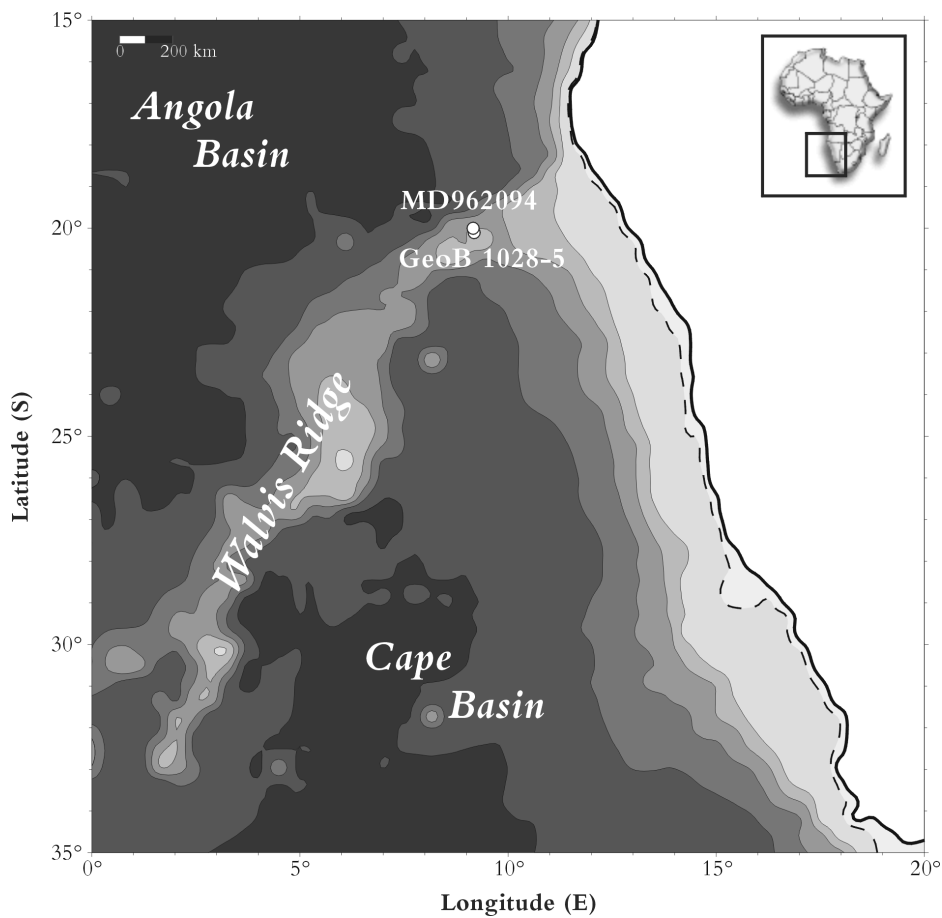 15°
0 200 km
Angola
Basin
MD962094
20°
GeoB 1028-5
Walvis Ridge
25°
Latitude (S)
30°
Cape
Basin
35°
0° 5° 10° 15° 20°
Longitude (E)